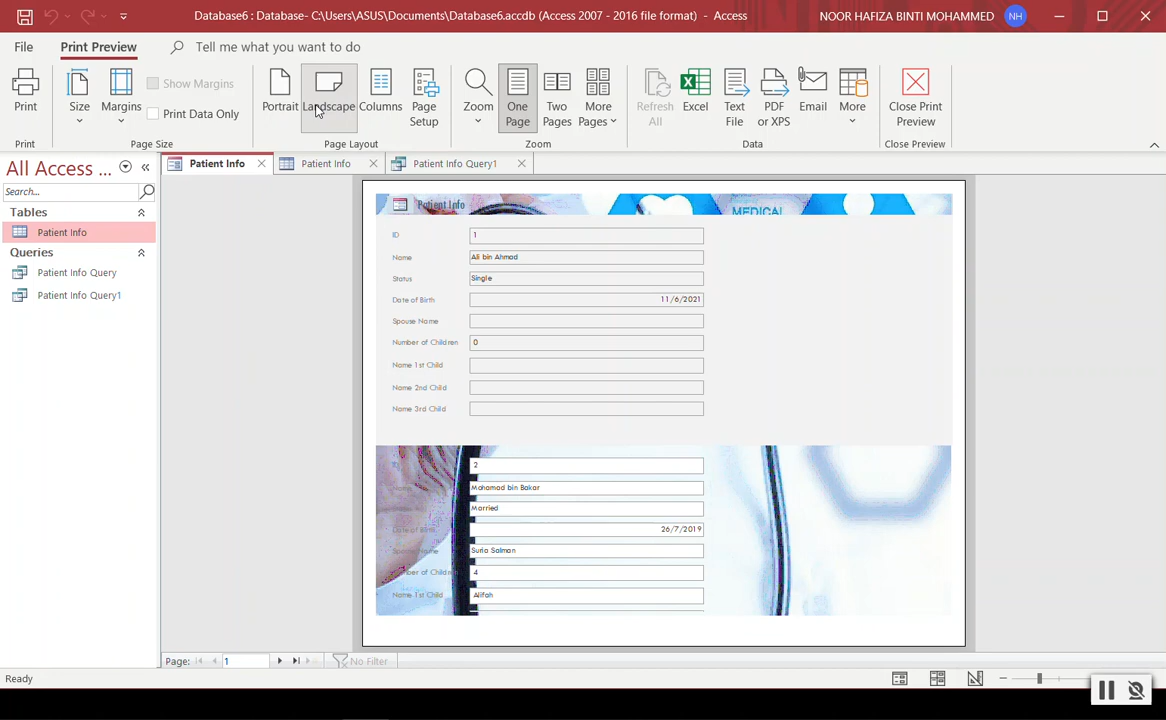 Database6 : Database- C:\Users\ASUS\Documents\Database6.accdb (Access 2007 - 2016 file format) - Access
NOOR HAFIZA BINTI MOHAMMED NH
File Print Preview Tell me what you want to do
Print
Size
Margins
Show Margins
Print Data Only
Portrait
Landscape
Columns
Page Setup
Zoom
One Page
Two Pages
More Pages
Refresh All
Excel
Text File
PDF or XPS
Email
More
Close Print Preview
Print Page Size Page Layout Zoom Data Close Preview
All Access ...
Search...
Tables
Patient Info
Queries
Patient Info Query
Patient Info Query1
Patient Info Patient Info Patient Info Query1
Patient Info
MEDICAL
ID 1
Name Ali bin Ahmad
Status Single
Date of Birth 11/6/2021
Spouse Name
Number of Children 0
Name 1st Child
Name 2nd Child
Name 3rd Child
2
Mohamad bin Bakar
Married
Date of Birth 26/7/2019
Suria Salman
4
Name 1st Child Alifah
Page: 1 No Filter
Ready